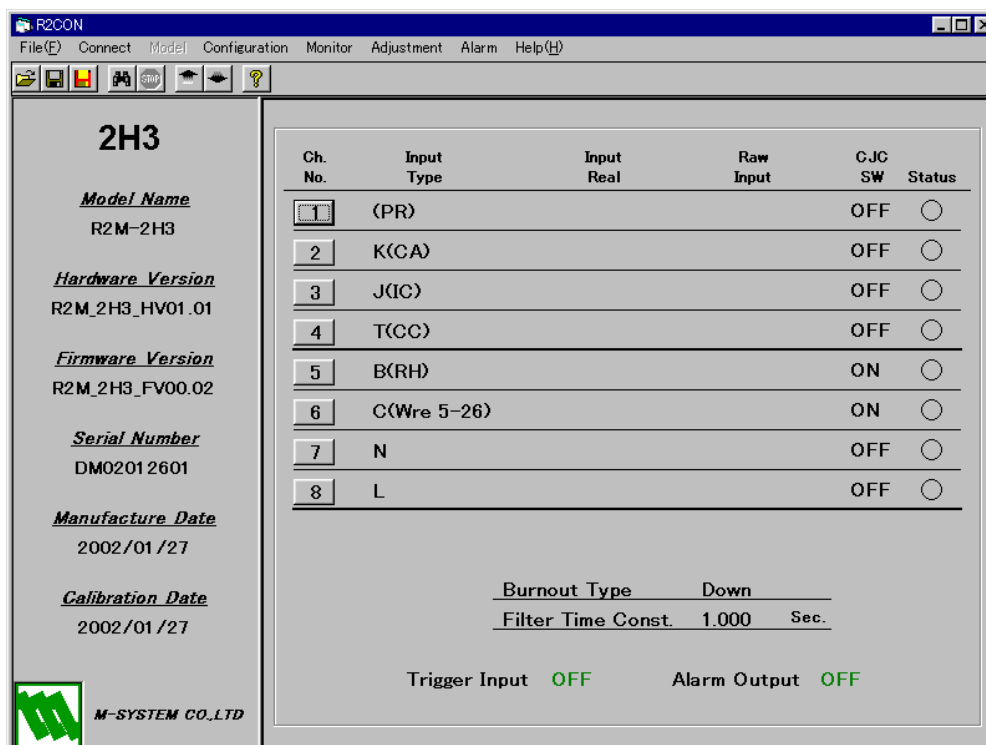 R2CON
File(F) Connect Model Configuration Monitor Adjustment Alarm Help(H)
STOP
2H3
Model Name
R2M-2H3
Hardware Version
R2M_2H3_HV01.01
Firmware Version
R2M_2H3_FV00.02
Serial Number
DM02012601
Manufacture Date
2002/01/27
Calibration Date
2002/01/27
M-SYSTEM CO.,LTD
Ch. No. Input Type Input Real Raw Input CJC SW Status
1 (PR) OFF
2 K(CA) OFF
3 J(IC) OFF
4 T(CC) OFF
5 B(RH) ON
6 C(Wre 5-26) ON
7 N OFF
8 L OFF
Burnout Type Down
Filter Time Const. 1.000 Sec.
Trigger Input OFF Alarm Output OFF